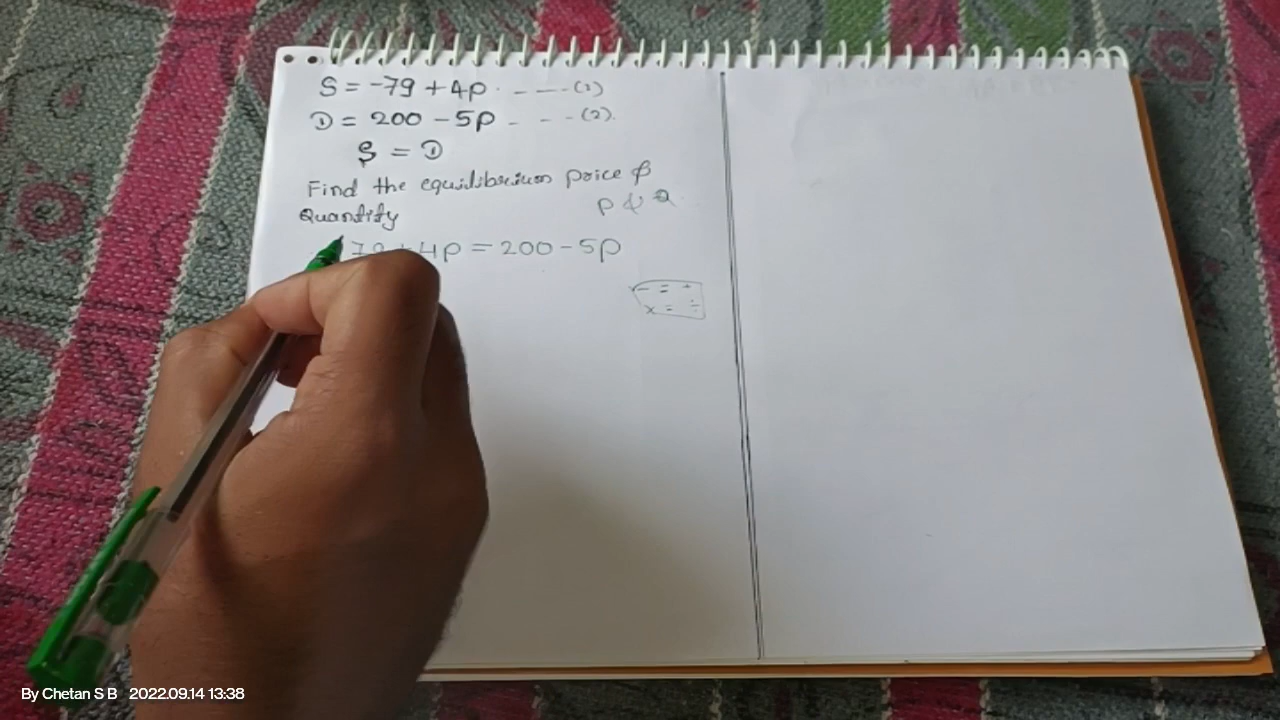 S = -79 + 4p . - - - (1)
D = 200 - 5p - - - (2).
S = D
Find the equilibrium price &
P & Q
Quantity
79 + 4p = 200 - 5p
- = +
x = ÷
By Chetan S B 2022.09.14 13:38